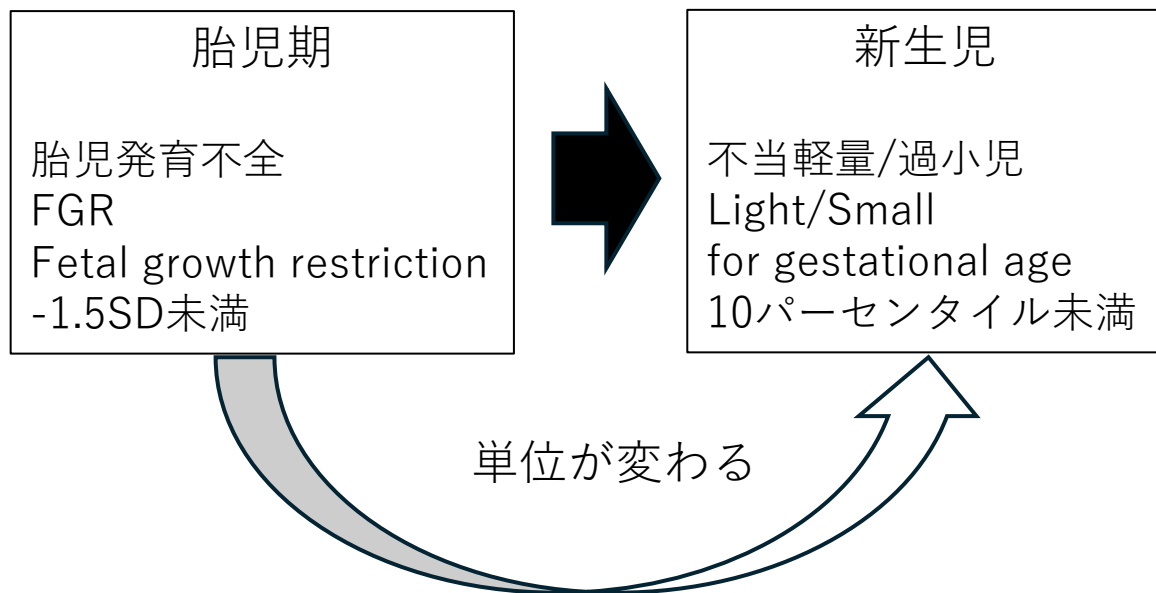 胎児期
胎児発育不全
FGR
Fetal growth restriction
-1.5SD未満
新生児
不当軽量/過小児
Light/Small
for gestational age
10パーセンタイル未満
単位が変わる